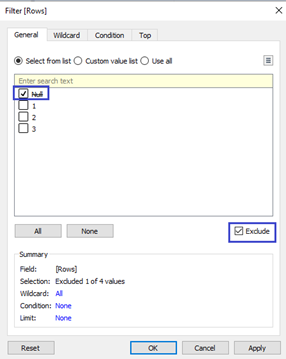 Filter [Rows]
General Wildcard Condition Top
Select from list Custom value list Use all
Enter search text
Null
1
2
3
All None Exclude
Summary
Field: [Rows]
Selection: Excluded 1 of 4 values
Wildcard: All
Condition: None
Limit: None
Reset OK Cancel Apply